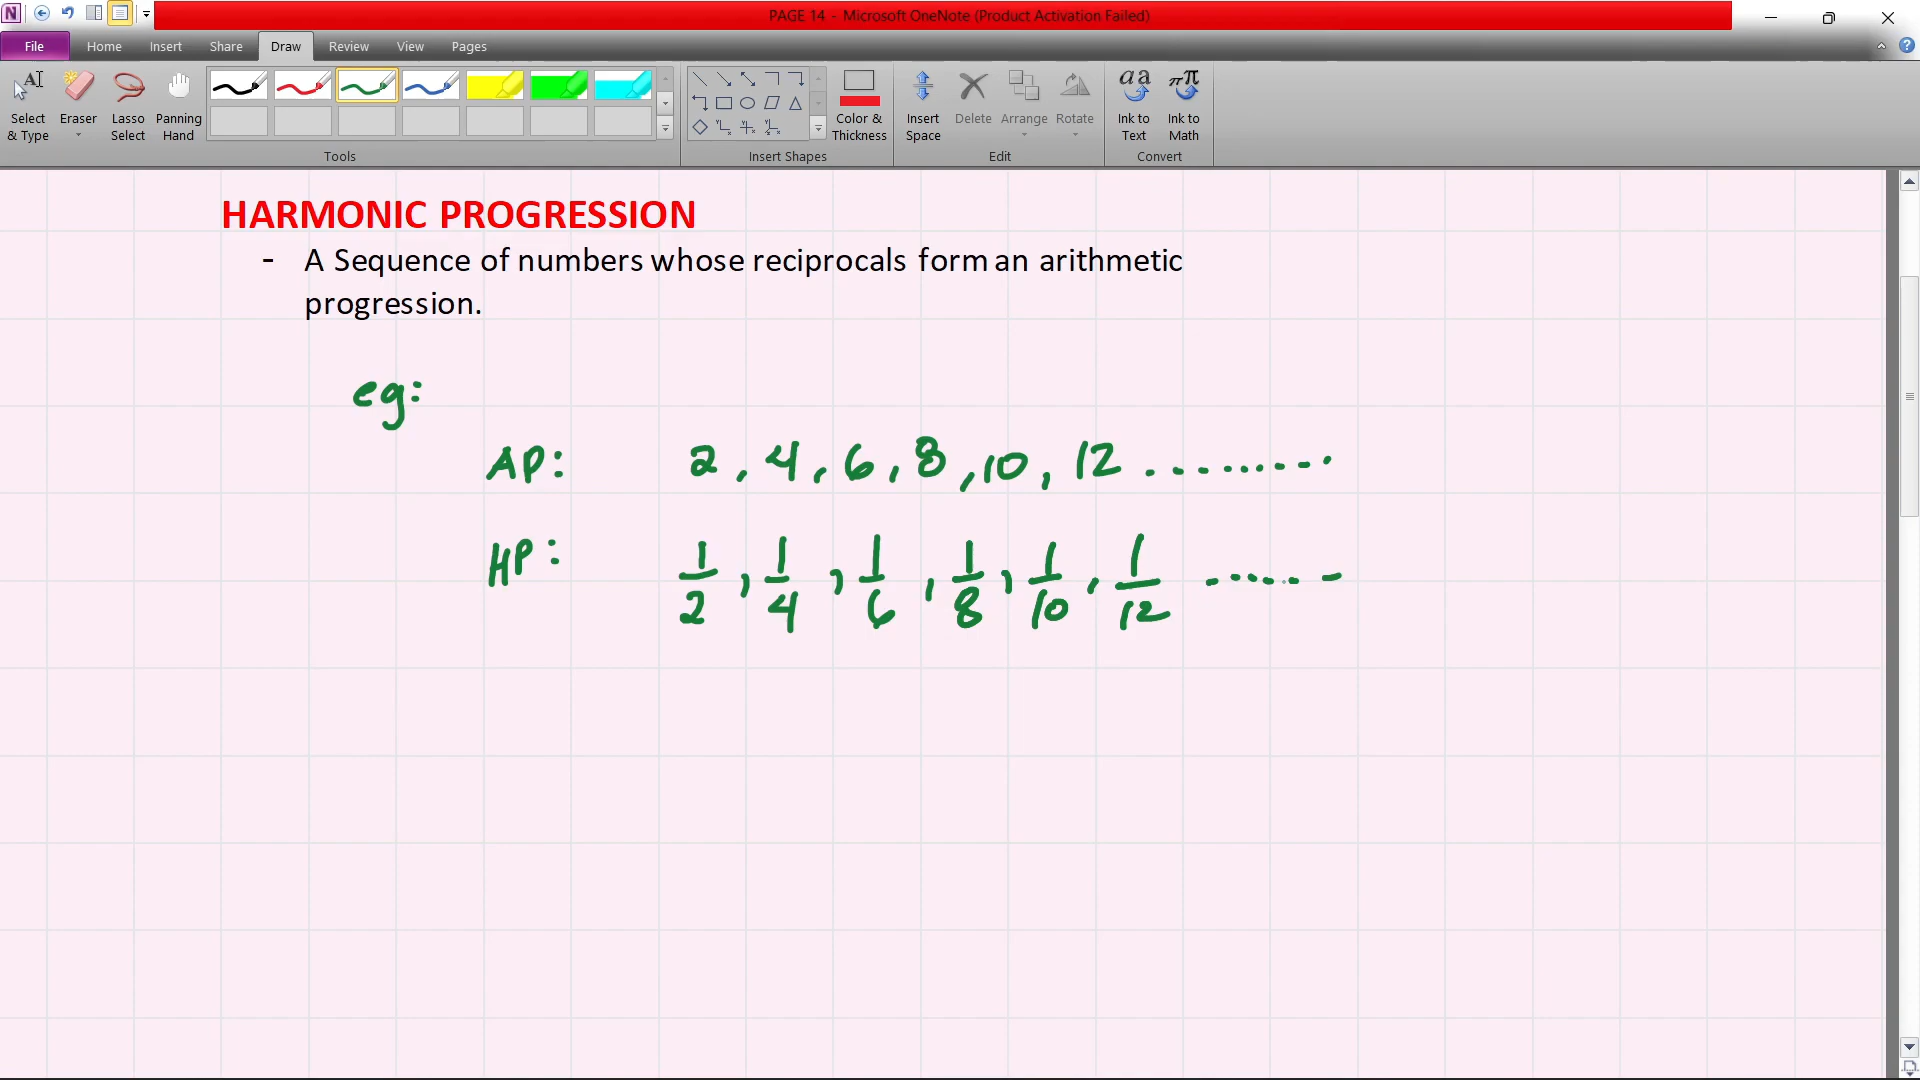 PAGE 14 - Microsoft OneNote (Product Activation Failed)
File Home Insert Share Draw Review View Pages
Select & Type Eraser Lasso Select Panning Hand Color & Thickness Insert Space Delete Arrange Rotate Ink to Text Ink to Math
Tools Insert Shapes Edit Convert
HARMONIC PROGRESSION
- A Sequence of numbers whose reciprocals form an arithmetic
progression.
eg:
AP: 2, 4, 6, 8, 10, 12 ..........
HP: 1/2, 1/4, 1/6, 1/8, 1/10, 1/12 .......